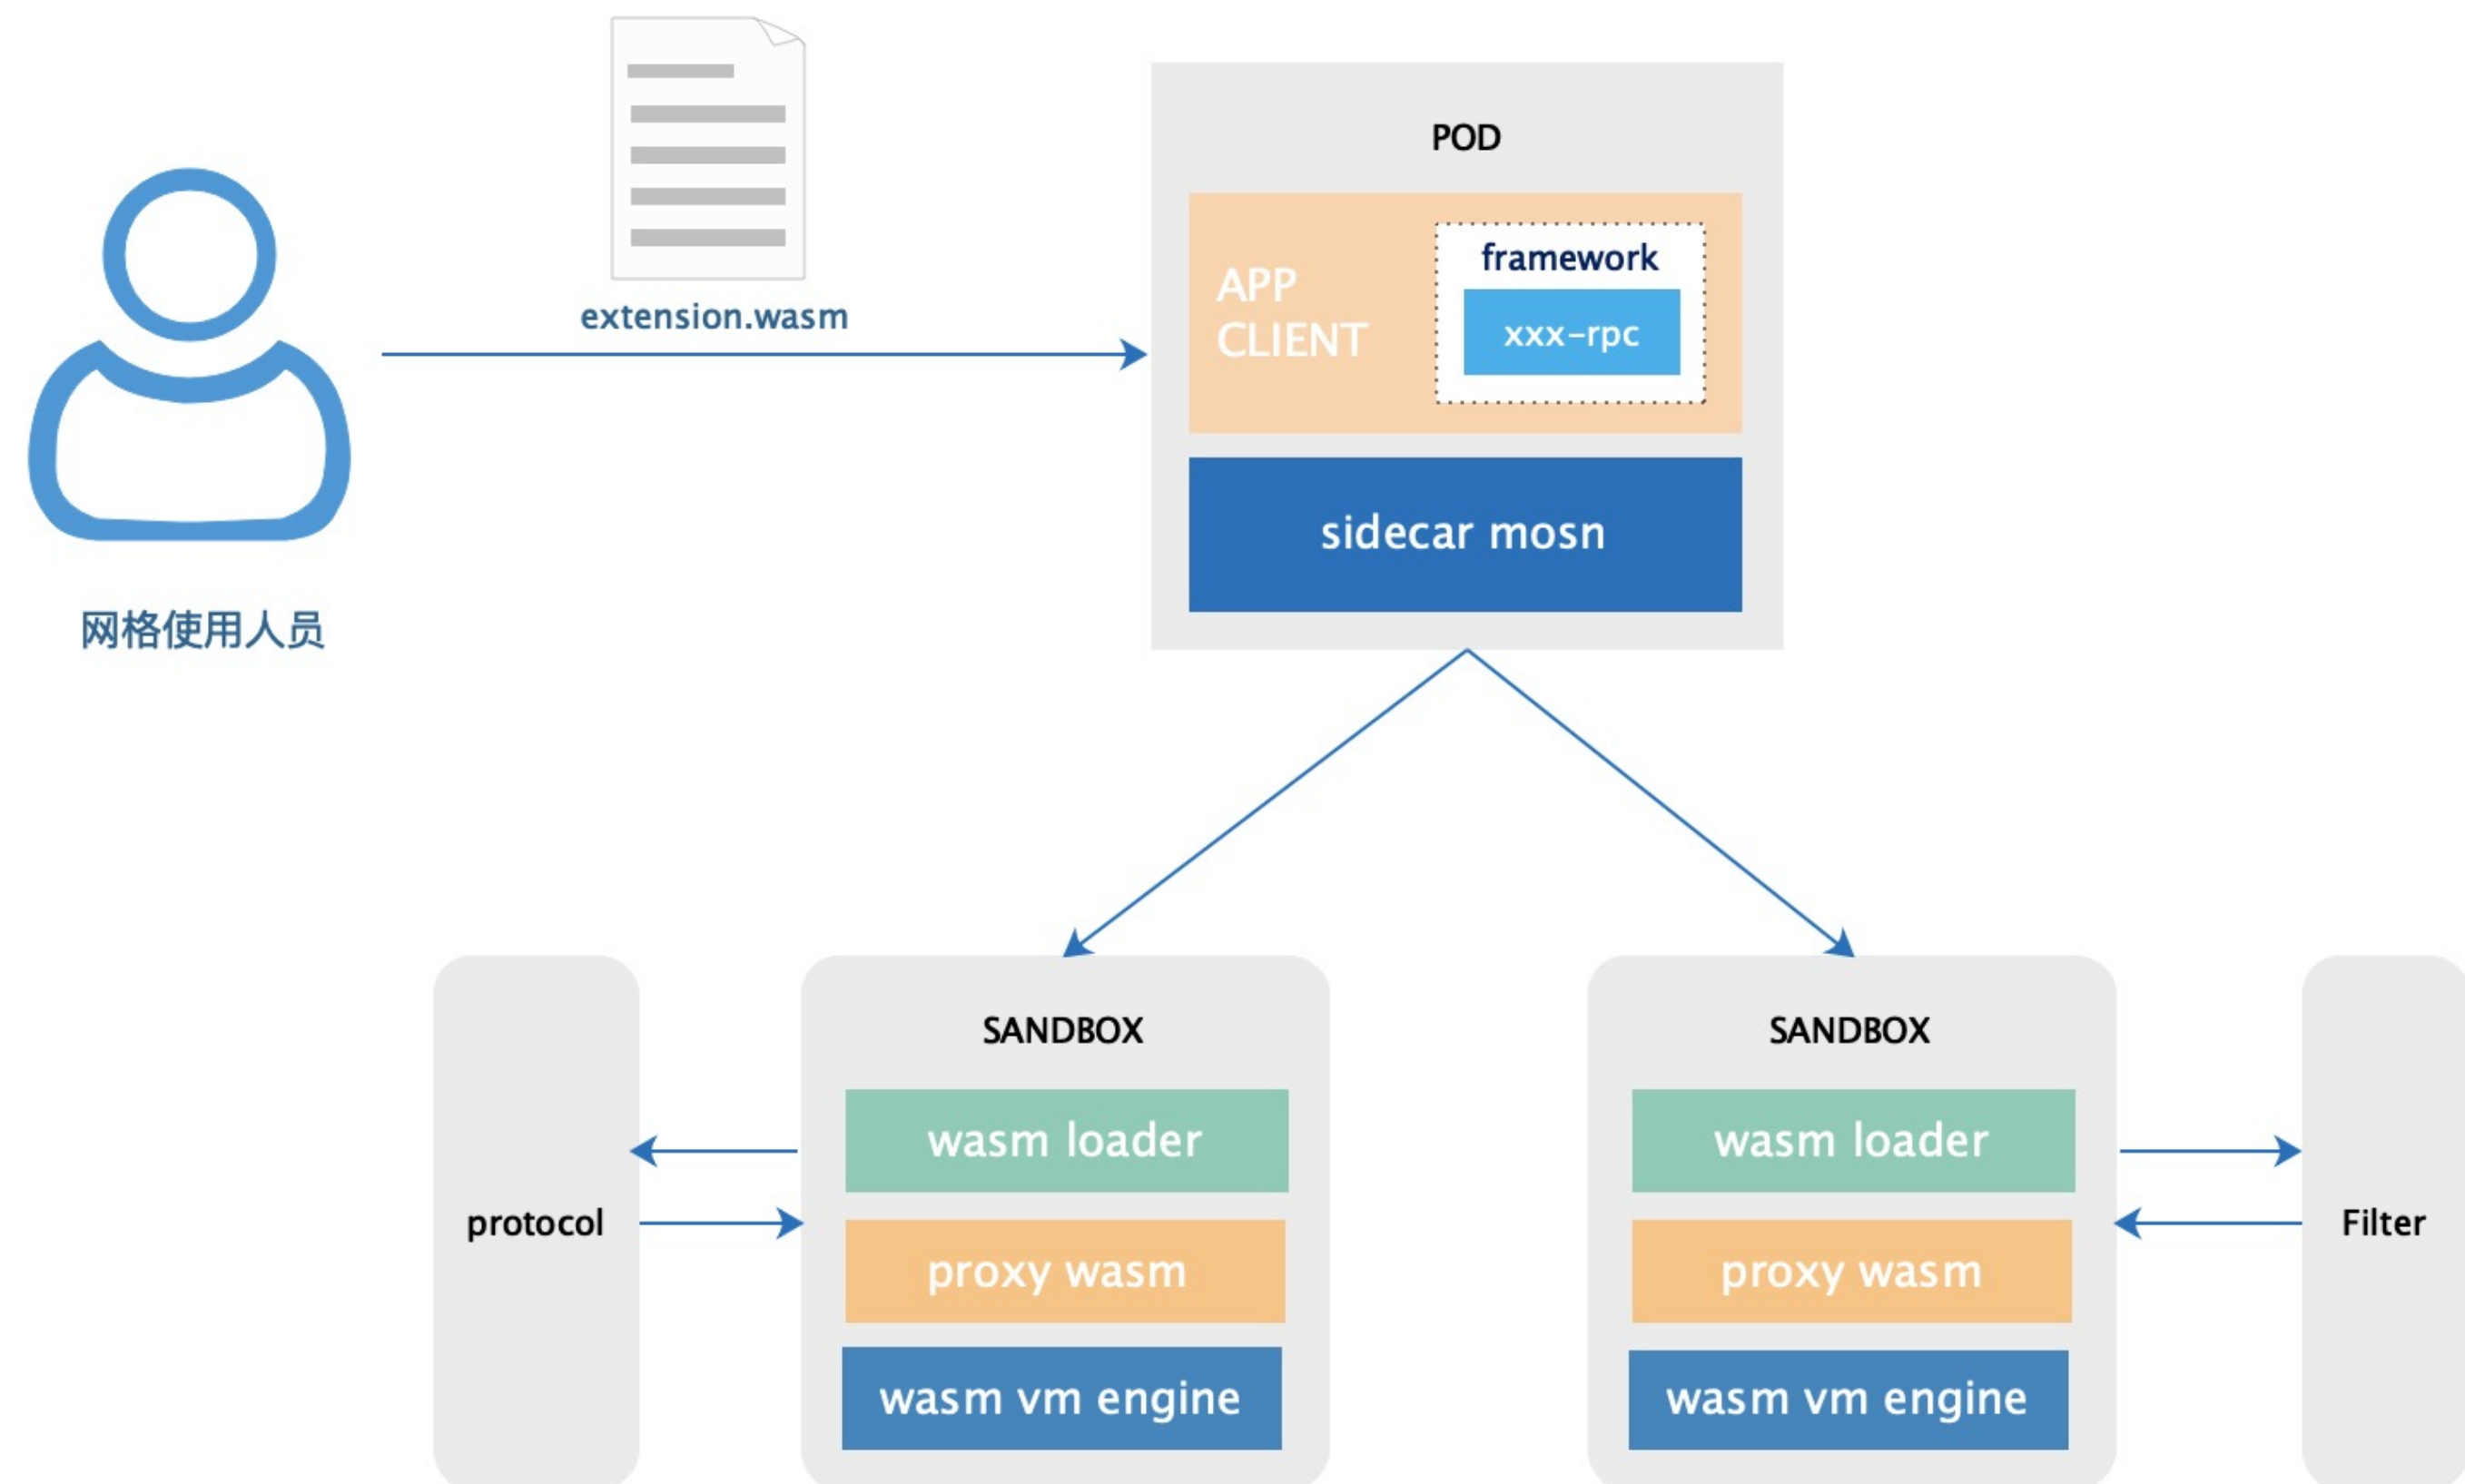 extension.wasm
网格使用人员
POD
APP
CLIENT
framework
xxx-rpc
sidecar mosn
protocol
SANDBOX
wasm loader
proxy wasm
wasm vm engine
SANDBOX
wasm loader
proxy wasm
wasm vm engine
Filter